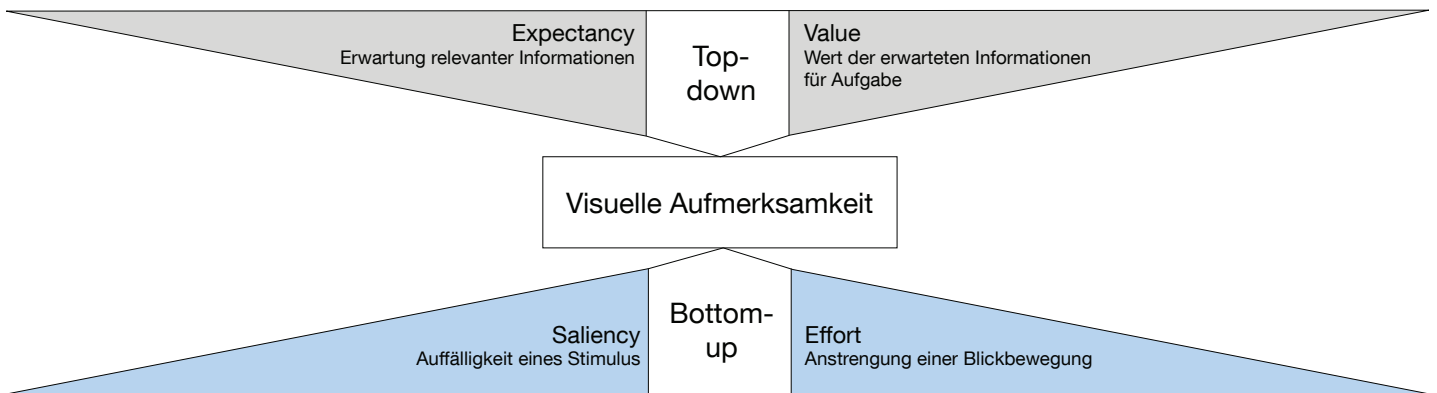 Expectancy
Erwartung relevanter Informationen
Top-
down
Value
Wert der erwarteten Informationen
für Aufgabe
Visuelle Aufmerksamkeit
Saliency
Auffälligkeit eines Stimulus
Bottom-
up
Effort
Anstrengung einer Blickbewegung